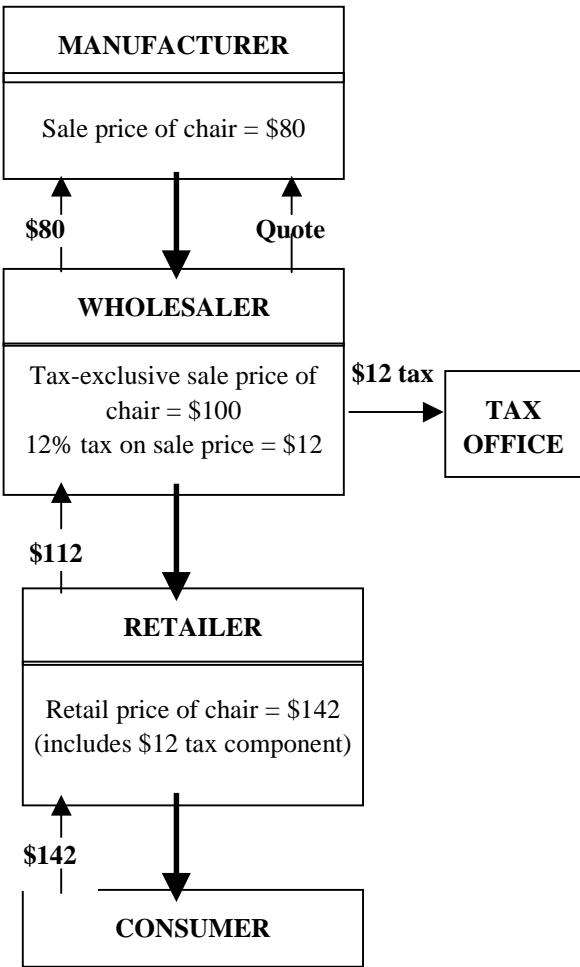 MANUFACTURER
Sale price of chair = $80
$80
Quote
WHOLESALER
Tax-exclusive sale price of
chair = $100
12% tax on sale price = $12
$12 tax
TAX
OFFICE
$112
RETAILER
Retail price of chair = $142
(includes $12 tax component)
$142
CONSUMER